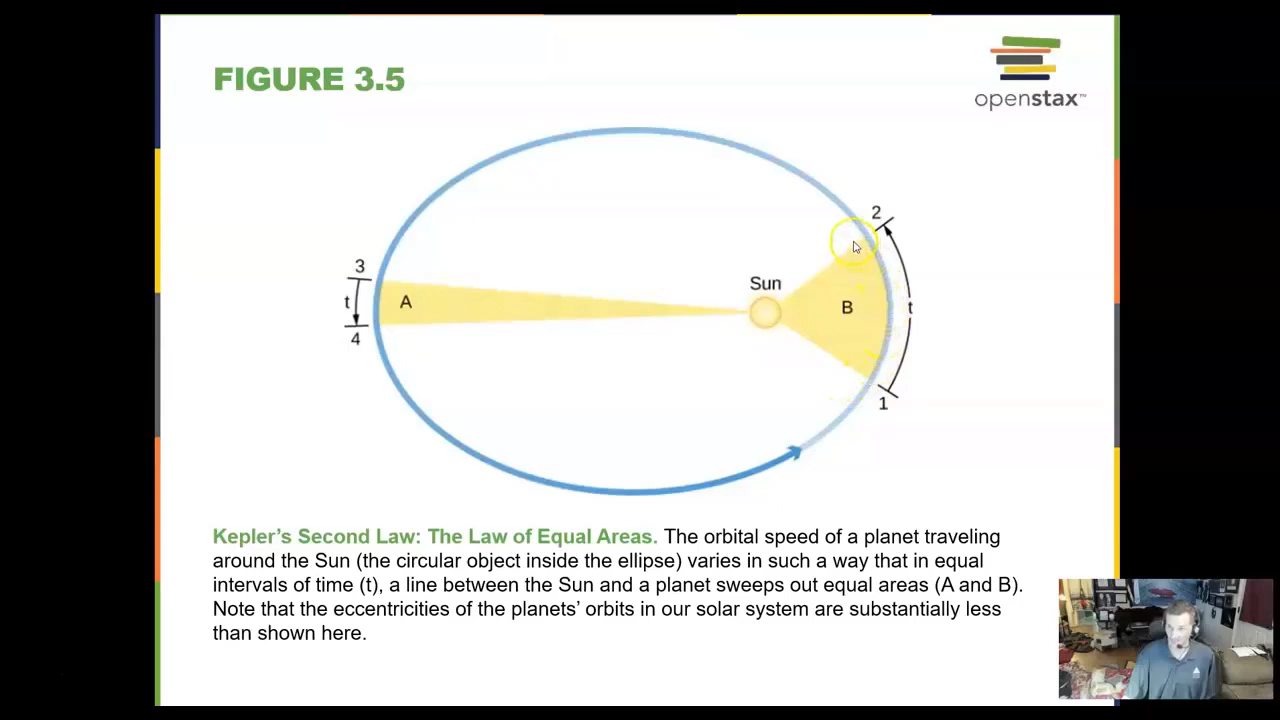 FIGURE 3.5
openstax™
2
3
Sun
t
A
B
t
4
1
Kepler's Second Law: The Law of Equal Areas. The orbital speed of a planet traveling
around the Sun (the circular object inside the ellipse) varies in such a way that in equal
intervals of time (t), a line between the Sun and a planet sweeps out equal areas (A and B).
Note that the eccentricities of the planets' orbits in our solar system are substantially less
than shown here.